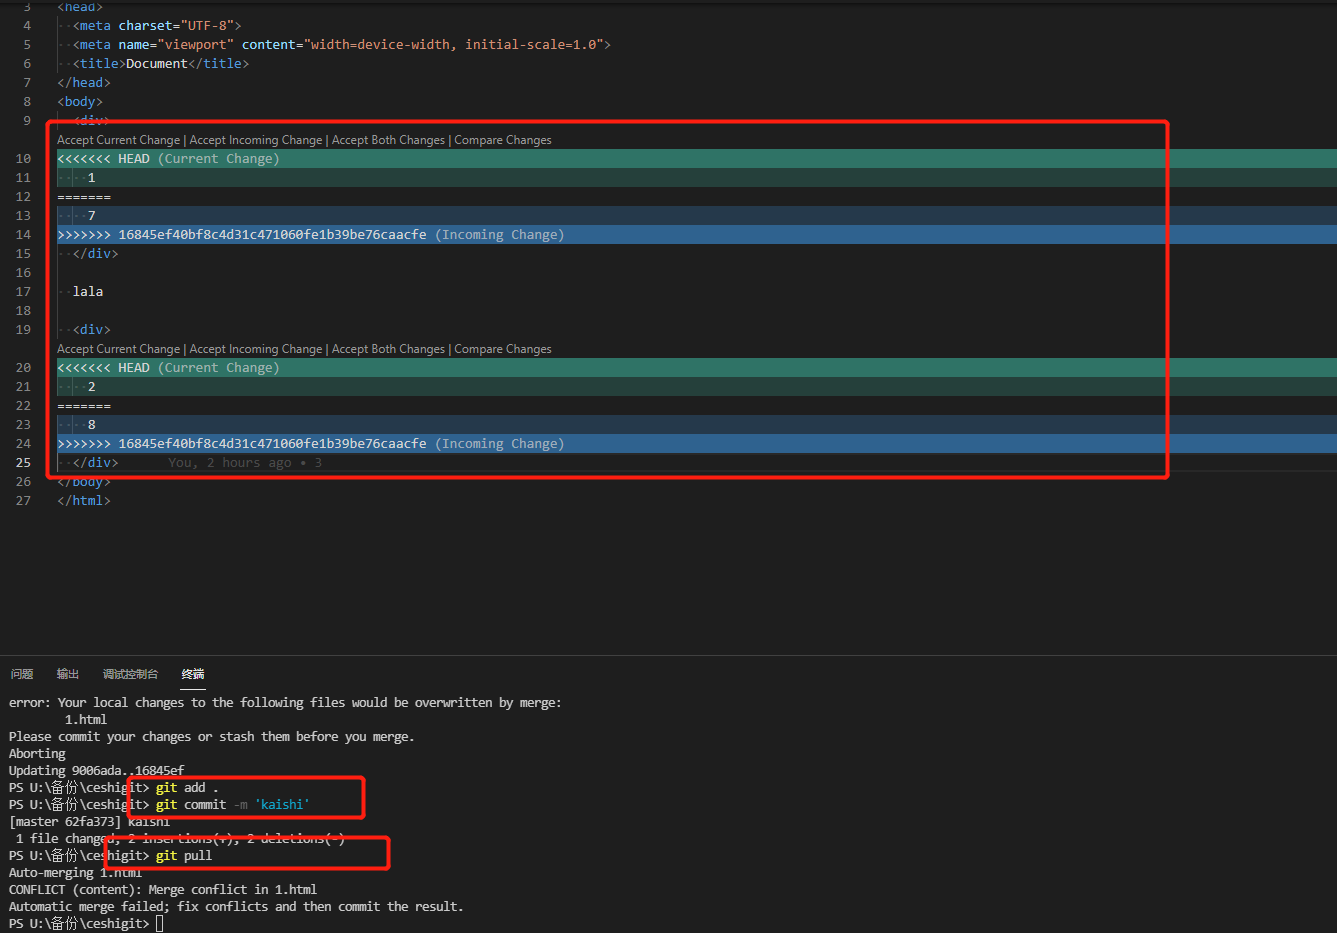 3 <head>
4 <meta charset="UTF-8">
5 <meta name="viewport" content="width=device-width, initial-scale=1.0">
6 <title>Document</title>
7 </head>
8 <body>
9 <div>
Accept Current Change | Accept Incoming Change | Accept Both Changes | Compare Changes
10 <<<<<<< HEAD (Current Change)
11 1
12 =======
13 7
14 >>>>>>> 16845ef40bf8c4d31c471060fe1b39be76caacfe (Incoming Change)
15 </div>
16
17 lala
18
19 <div>
Accept Current Change | Accept Incoming Change | Accept Both Changes | Compare Changes
20 <<<<<<< HEAD (Current Change)
21 2
22 =======
23 8
24 >>>>>>> 16845ef40bf8c4d31c471060fe1b39be76caacfe (Incoming Change)
25 </div> You, 2 hours ago • 3
26 </body>
27 </html>
问题 输出 调试控制台 终端
error: Your local changes to the following files would be overwritten by merge:
1.html
Please commit your changes or stash them before you merge.
Aborting
Updating 9006ada..16845ef
PS U:\备份\ceshigit> git add .
PS U:\备份\ceshigit> git commit -m 'kaishi'
[master 62fa373] kaishi
1 file changed, 2 insertions(+), 2 deletions(-)
PS U:\备份\ceshigit> git pull
Auto-merging 1.html
CONFLICT (content): Merge conflict in 1.html
Automatic merge failed; fix conflicts and then commit the result.
PS U:\备份\ceshigit>